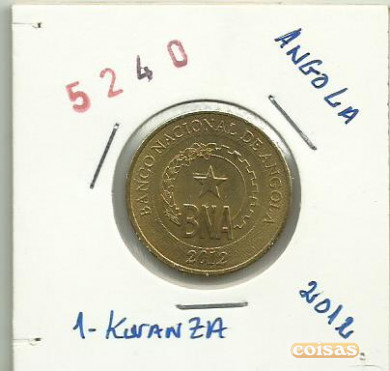 5240
ANGOLA
BANCO NACIONAL DE ANGOLA
BNA
2012
1-KWANZA
2012
coisas